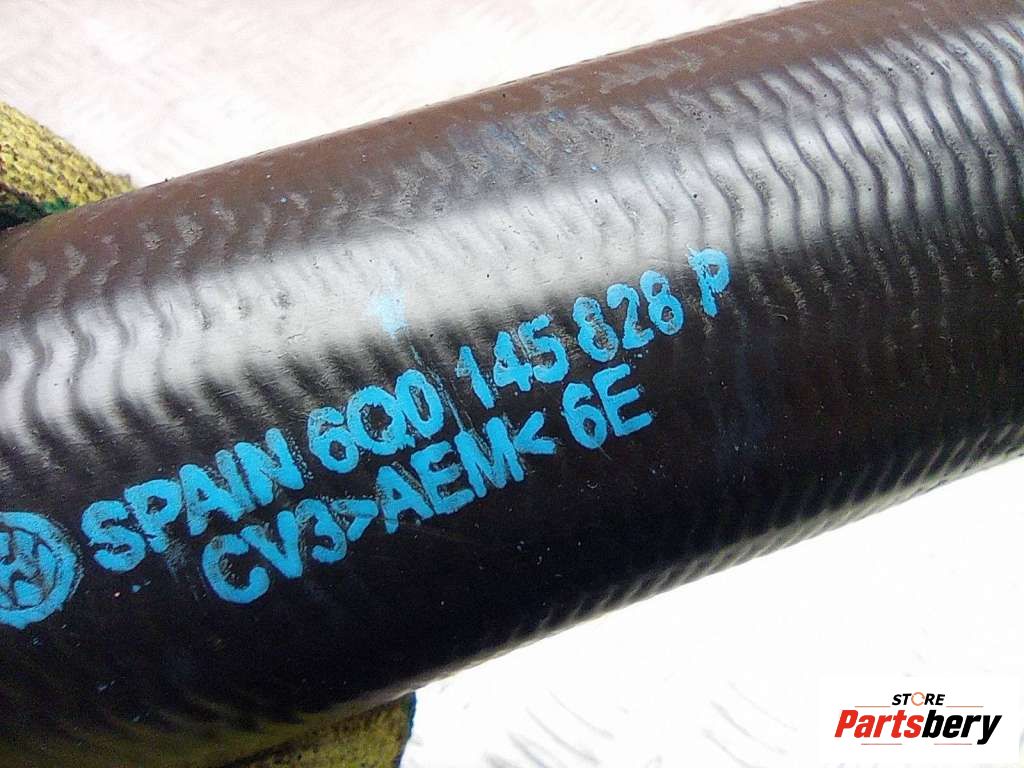 SPAIN 6Q0 145 828 P
CV3>AEM< 6E
STORE
Partsbery